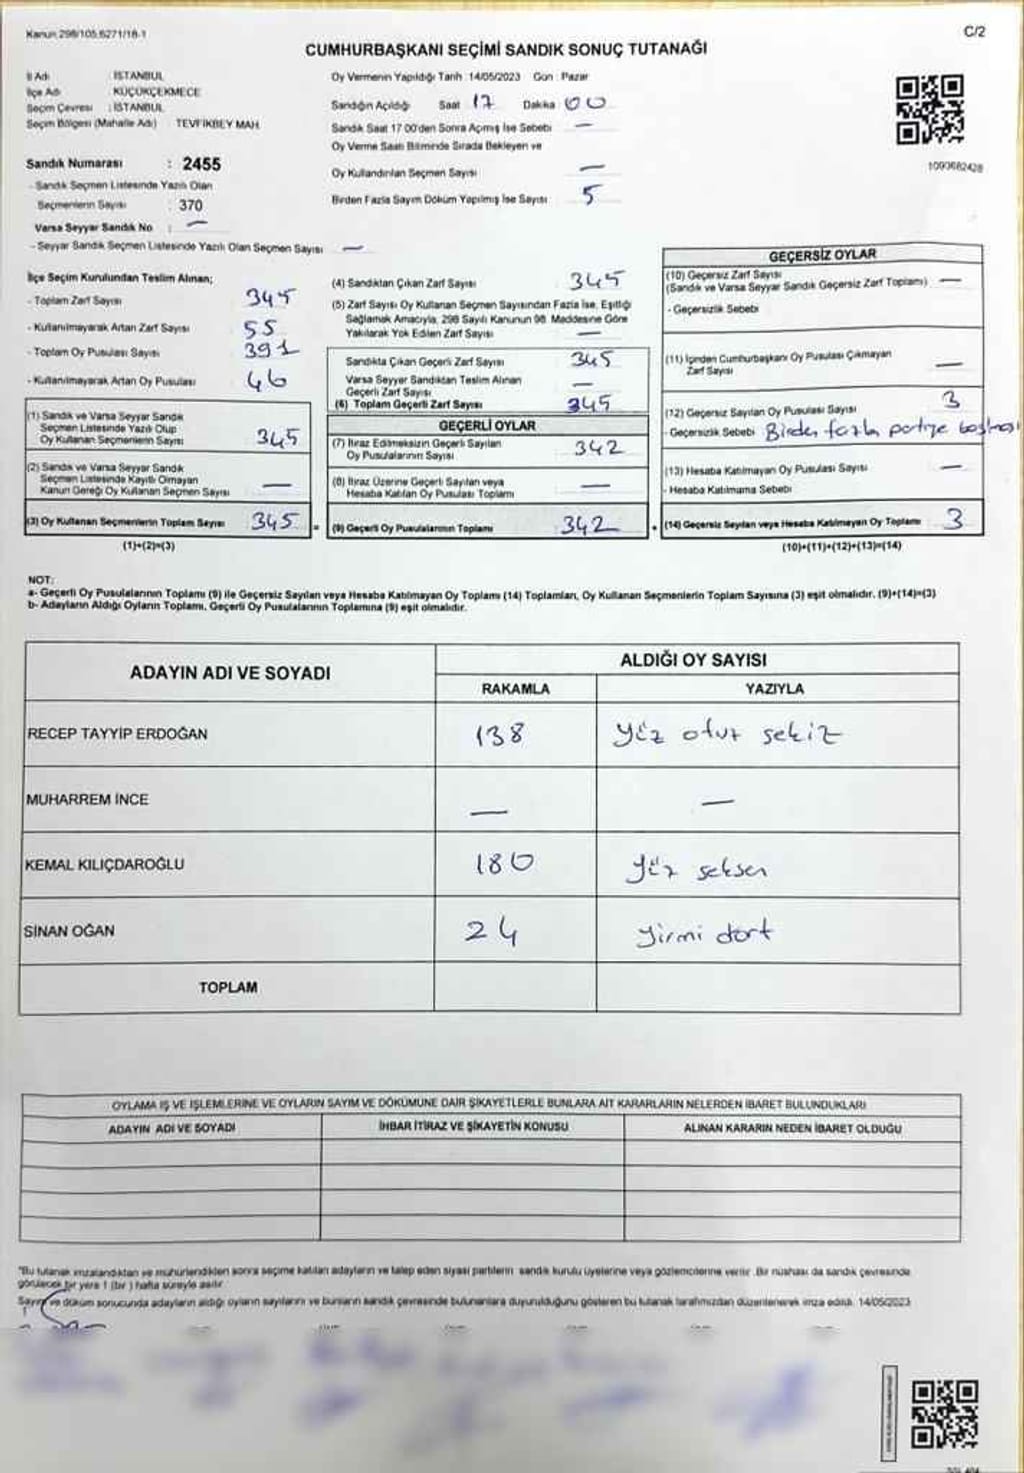 Kanun 298/105,6271/18-1
C/2
CUMHURBAŞKANI SEÇİMİ SANDIK SONUÇ TUTANAĞI
İl Adı : İSTANBUL
İlçe Adı : KÜÇÜKÇEKMECE
Seçim Çevresi : İSTANBUL
Seçim Bölgesi (Mahalle Adı) TEVFİKBEY MAH.
Sandık Numarası : 2455
- Sandık Seçmen Listesinde Yazılı Olan
Seçmenlerin Sayısı : 370
Varsa Seyyar Sandık No : —
- Seyyar Sandık Seçmen Listesinde Yazılı Olan Seçmen Sayısı —
Oy Vermenin Yapıldığı Tarih :14/05/2023 Gün : Pazar
Sandığın Açıldığı Saat 17 Dakika 00
Sandık Saat 17:00'den Sonra Açılmış İse Sebebi —
Oy Verme Saati Bitiminde Sırada Bekleyen ve
Oy Kullandırılan Seçmen Sayısı —
Birden Fazla Sayım Döküm Yapılmış İse Sayısı 5
1090682428
İlçe Seçim Kurulundan Teslim Alınan;
- Toplam Zarf Sayısı 345
- Kullanılmayarak Artan Zarf Sayısı 55
- Toplam Oy Pusulası Sayısı 391
- Kullanılmayarak Artan Oy Pusulası 46
(1) Sandık ve Varsa Seyyar Sandık
Seçmen Listesinde Yazılı Olup
Oy Kullanan Seçmenlerin Sayısı 345
(2) Sandık ve Varsa Seyyar Sandık
Seçmen Listesinde Kayıtlı Olmayan
Kanun Gereği Oy Kullanan Seçmen Sayısı —
(3) Oy Kullanan Seçmenlerin Toplam Sayısı 345 =
(1)+(2)=(3)
(4) Sandıktan Çıkan Zarf Sayısı 345
(5) Zarf Sayısı Oy Kullanan Seçmen Sayısından Fazla İse, Eşitliği
Sağlamak Amacıyla, 298 Sayılı Kanunun 98. Maddesine Göre
Yakılarak Yok Edilen Zarf Sayısı —
Sandıkta Çıkan Geçerli Zarf Sayısı 345
Varsa Seyyer Sandıktan Teslim Alınan
Geçerli Zarf Sayısı —
(6) Toplam Geçerli Zarf Sayısı 345
GEÇERLİ OYLAR
(7) İtiraz Edilmeksizin Geçerli Sayılan
Oy Pusulalarının Sayısı 342
(8) İtiraz Üzerine Geçerli Sayılan veya
Hesaba Katılan Oy Pusulası Toplamı —
(9) Geçerli Oy Pusulalarının Toplamı 342 +
GEÇERSİZ OYLAR
(10) Geçersiz Zarf Sayısı
(Sandık ve Varsa Seyyar Sandık Geçersiz Zarf Toplamı) —
- Geçersizlik Sebebi
(11) İçinden Cumhurbaşkanı Oy Pusulası Çıkmayan
Zarf Sayısı —
(12) Geçersiz Sayılan Oy Pusulası Sayısı 3
- Geçersizlik Sebebi Birden fazla partiye basılması
(13) Hesaba Katılmayan Oy Pusulası Sayısı —
- Hesaba Katılmama Sebebi
(14) Geçersiz Sayılan veya Hesaba Katılmayan Oy Toplamı 3
(10)+(11)+(12)+(13)=(14)
NOT:
a- Geçerli Oy Pusulalarının Toplamı (9) ile Geçersiz Sayılan veya Hesaba Katılmayan Oy Toplamı (14) Toplamları, Oy Kullanan Seçmenlerin Toplam Sayısına (3) eşit olmalıdır. (9)+(14)=(3)
b- Adayların Aldığı Oyların Toplamı, Geçerli Oy Pusulalarının Toplamına (9) eşit olmalıdır.
ADAYIN ADI VE SOYADI
ALDIĞI OY SAYISI
RAKAMLA YAZIYLA
RECEP TAYYİP ERDOĞAN 138 yüz otuz sekiz
MUHARREM İNCE — —
KEMAL KILIÇDAROĞLU 180 yüz seksen
SİNAN OĞAN 24 yirmi dört
TOPLAM
OYLAMA İŞ VE İŞLEMLERİNE VE OYLARIN SAYIM VE DÖKÜMÜNE DAİR ŞİKAYETLERLE BUNLARA AİT KARARLARIN NELERDEN İBARET BULUNDUKLARI
ADAYIN ADI VE SOYADI İHBAR İTİRAZ VE ŞİKAYETİN KONUSU ALINAN KARARIN NEDEN İBARET OLDUĞU
*Bu tutanak imzalandıktan ve mühürlendikten sonra seçime katılan adayların ve talep eden siyasi partilerin sandık kurulu üyelerine veya gözlemcilerine verilir. Bir nüshası da sandık çevresinde
görülecek bir yere 1 (bir ) hafta süreyle asılır.
Sayım ve döküm sonucunda adayların aldığı oyların sayılarını ve bunların sandık çevresinde bulunanlara duyurulduğunu gösteren bu tutanak tarafımızdan düzenlenerek imza edildi. 14/05/2023